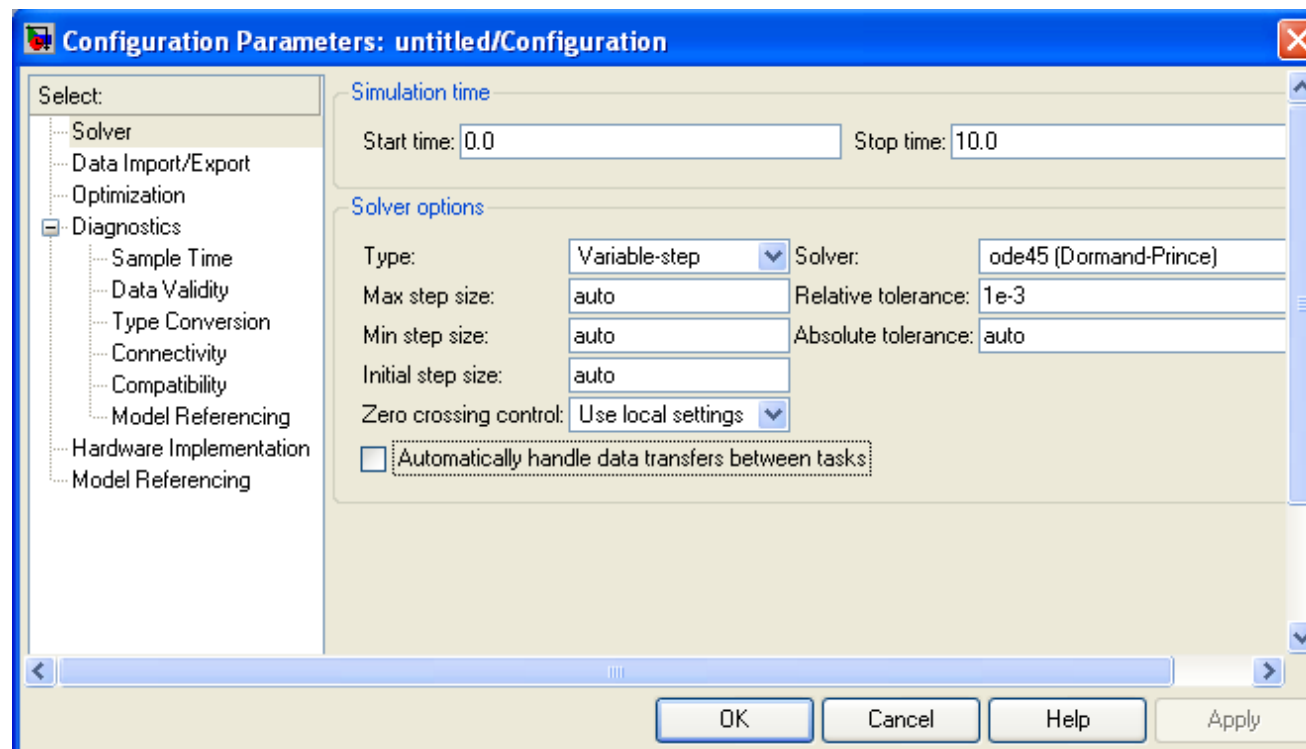 Configuration Parameters: untitled/Configuration
Select:
Solver
Data Import/Export
Optimization
Diagnostics
Sample Time
Data Validity
Type Conversion
Connectivity
Compatibility
Model Referencing
Hardware Implementation
Model Referencing
Simulation time
Start time: 0.0 Stop time: 10.0
Solver options
Type: Variable-step Solver: ode45 (Dormand-Prince)
Max step size: auto Relative tolerance: 1e-3
Min step size: auto Absolute tolerance: auto
Initial step size: auto
Zero crossing control: Use local settings
Automatically handle data transfers between tasks
OK Cancel Help Apply